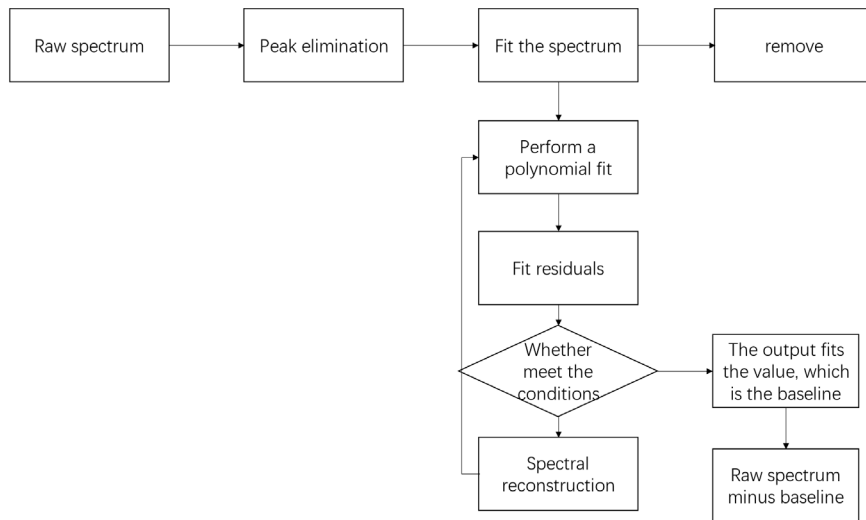 Raw spectrum
Peak elimination
Fit the spectrum
remove
Perform a
polynomial fit
Fit residuals
Whether
meet the
conditions
The output fits
the value, which
is the baseline
Spectral
reconstruction
Raw spectrum
minus baseline